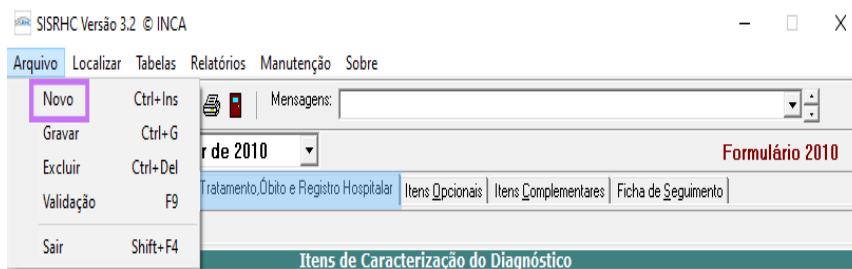 SISRHC Versão 3.2 © INCA
Arquivo Localizar Tabelas Relatórios Manutenção Sobre
Novo Ctrl+Ins
Mensagens:
Gravar Ctrl+G
r de 2010
Formulário 2010
Excluir Ctrl+Del
Tratamento,Óbito e Registro Hospitalar Itens Opcionais Itens Complementares Ficha de Seguimento
Validação F9
Sair Shift+F4
Itens de Caracterização do Diagnóstico